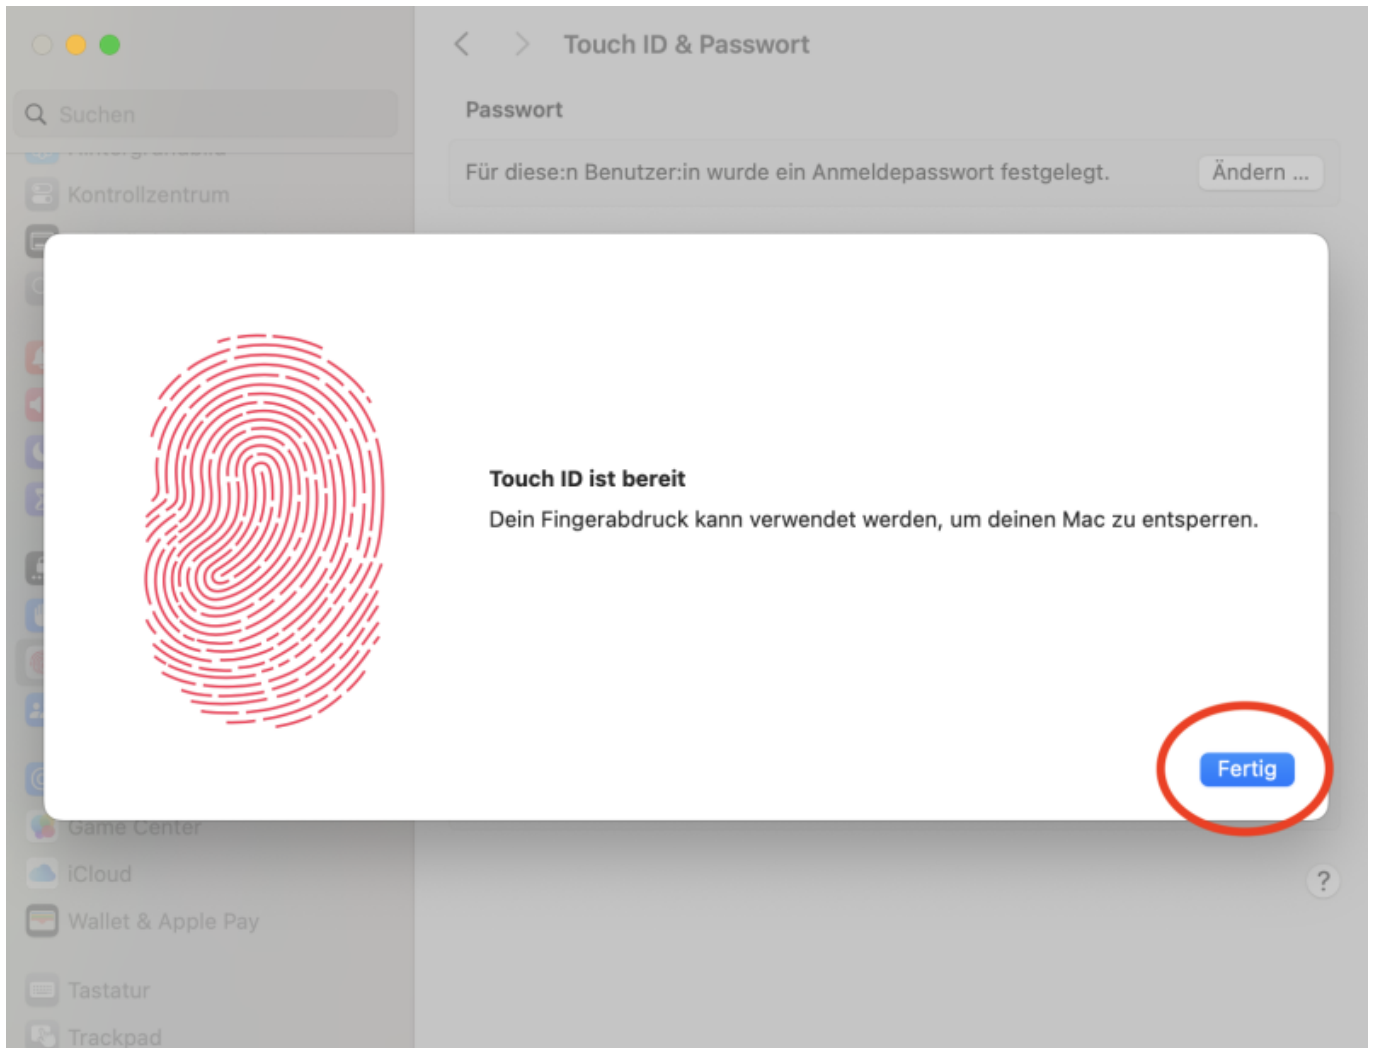 Touch ID & Passwort
Suchen
Passwort
Für diese:n Benutzer:in wurde ein Anmeldepasswort festgelegt.
Ändern ...
Kontrollzentrum
Touch ID ist bereit
Dein Fingerabdruck kann verwendet werden, um deinen Mac zu entsperren.
Fertig
Game Center
iCloud
?
Wallet & Apple Pay
Tastatur
Trackpad